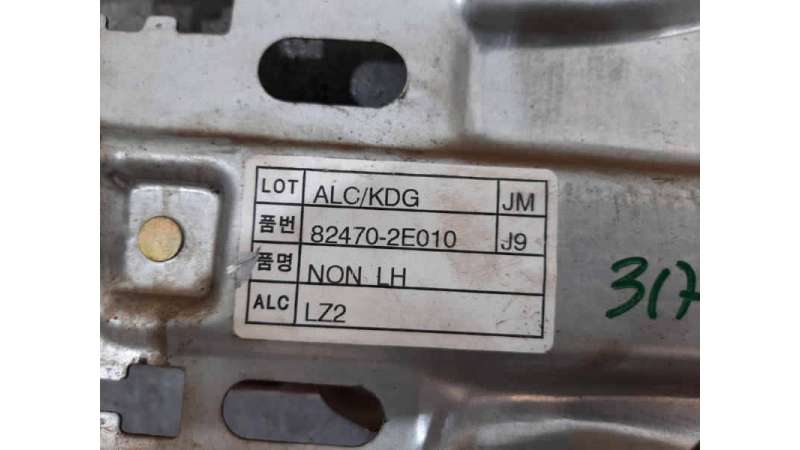 LOT ALC/KDG JM
품번 82470-2E010 J9
품명 NON LH
ALC LZ2
317